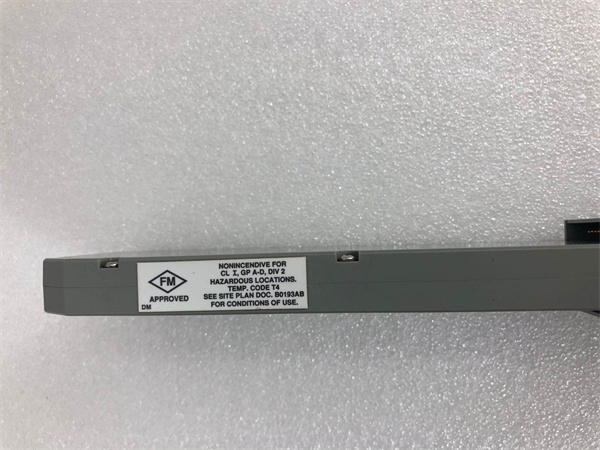 FM
APPROVED
DM
NONINCENDIVE FOR
CL I, GP A-D, DIV 2
HAZARDOUS LOCATIONS.
TEMP. CODE T4
SEE SITE PLAN DOC. B0193AB
FOR CONDITIONS OF USE.